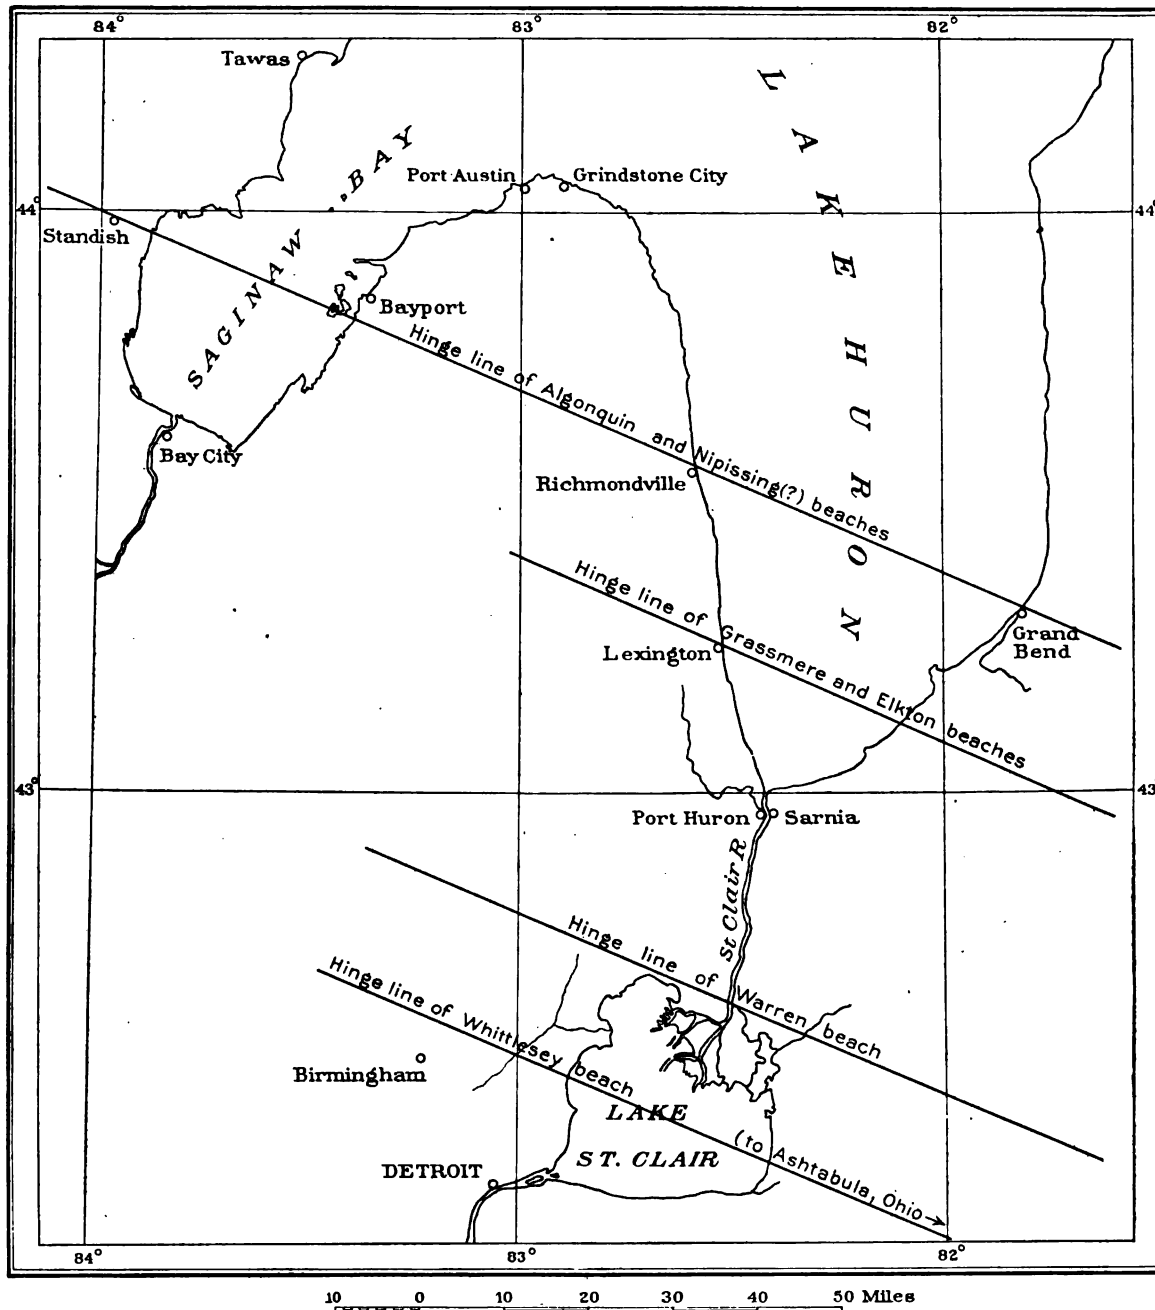 84° 83° 82°
Tawas
LAKE HURON
SAGINAW BAY
Port Austin Grindstone City
44° 44°
Standish
Bayport
Hinge line of Algonquin and Nipissing(?) beaches
Bay City
Richmondville
Hinge line of Grassmere and Elkton beaches
Grand
Bend
Lexington
43° 43
Port Huron Sarnia
St Clair R
Hinge line of Warren beach
Hinge line of Whittlesey beach (to Ashtabula, Ohio
Birmingham
LAKE
ST. CLAIR
DETROIT
84° 83° 82°
10 0 10 20 30 40 50 Miles